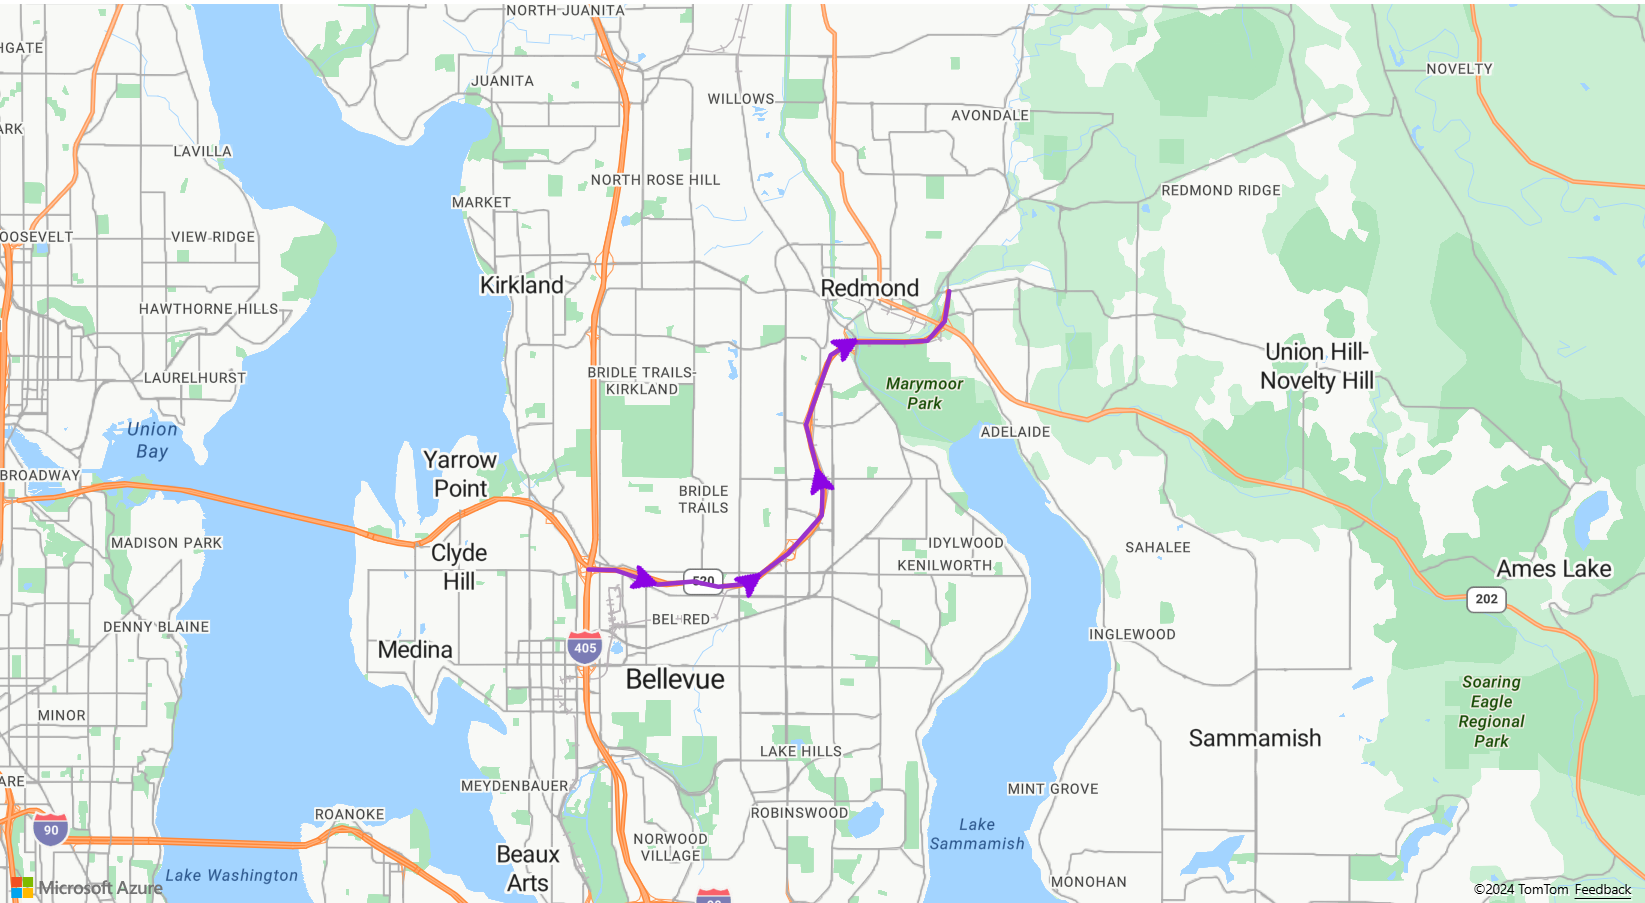 NORTH JUANITA
HGATE
NOVELTY
JUANITA
WILLOWS
AVONDALE
ARK
LAVILLA
NORTH ROSE HILL
REDMOND RIDGE
MARKET
OOSEVELT
VIEW RIDGE
Kirkland
Redmond
HAWTHORNE HILLS
Union Hill-
Novelty Hill
LAURELHURST
BRIDLE TRAILS-
KIRKLAND
Marymoor
Park
Union
Bay
ADELAIDE
Yarrow
Point
BROADWAY
BRIDLE
TRAILS
MADISON PARK
Clyde
Hill
IDYLWOOD
KENILWORTH
SAHALEE
Ames Lake
520
202
BEL RED
DENNY BLAINE
INGLEWOOD
Medina
405
Bellevue
Soaring
Eagle
Regional
Park
MINOR
Sammamish
LAKE HILLS
ARE
MEYDENBAUER
MINT GROVE
ROANOKE
ROBINSWOOD
90
Lake
Sammamish
NORWOOD
VILLAGE
Beaux
Arts
Lake Washington
MONOHAN
Microsoft Azure
©2024 TomTom Feedback